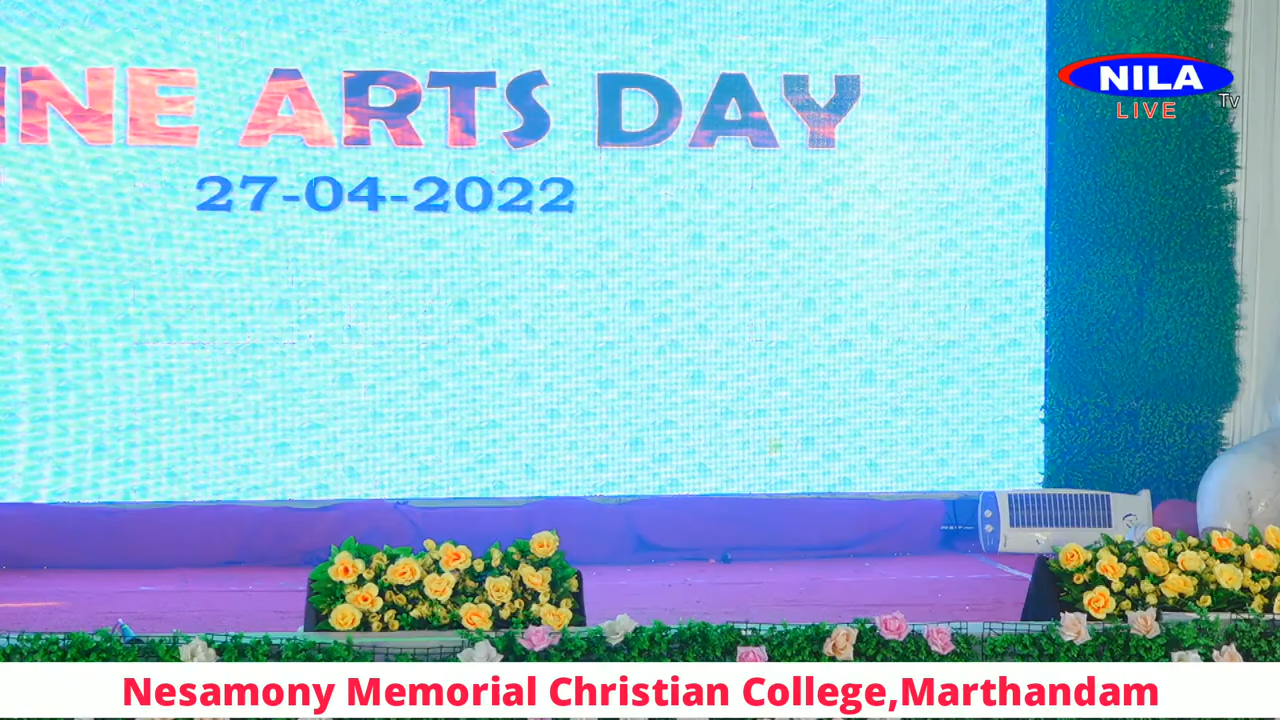 INE ARTS DAY
27-04-2022
NILA
Tv
LIVE
Nesamony Memorial Christian College,Marthandam